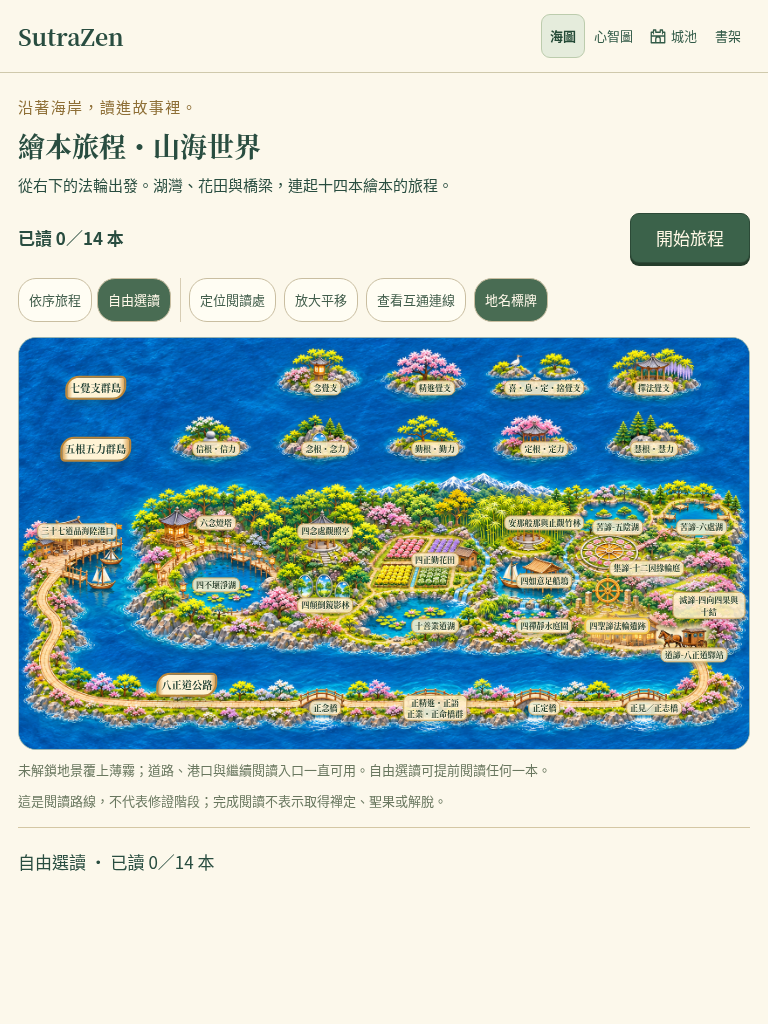 SutraZen
海圖 心智圖 城池 書架
沿著海岸，讀進故事裡。
繪本旅程・山海世界
從右下的法輪出發。湖灣、花田與橋梁，連起十四本繪本的旅程。
已讀 0／14 本
開始旅程
依序旅程 自由選讀 定位閱讀處 放大平移 查看互通連線 地名標牌
七覺支群島
念覺支
精進覺支
喜・息・定・捨覺支
擇法覺支
五根五力群島
信根・信力
念根・念力
勤根・勤力
定根・定力
慧根・慧力
三十七道品海陸港口
六念燈塔
四念處觀照亭
安那般那與止觀竹林
苦諦-五陰湖
苦諦-六處湖
四正勤花田
集諦-十二因緣輪庭
四不壞淨湖
四如意足船塢
四顛倒鏡影林
滅諦-四向四果與
十結
十善業道湖
四禪靜水庭園
四聖諦法輪遺跡
道諦-八正道驛站
八正道公路
正念橋
正精進・正語
正業・正命橋群
正定橋
正見／正志橋
未解鎖地景覆上薄霧；道路、港口與繼續閱讀入口一直可用。自由選讀可提前閱讀任何一本。
這是閱讀路線，不代表修證階段；完成閱讀不表示取得禪定、聖果或解脫。
自由選讀 ・ 已讀 0／14 本